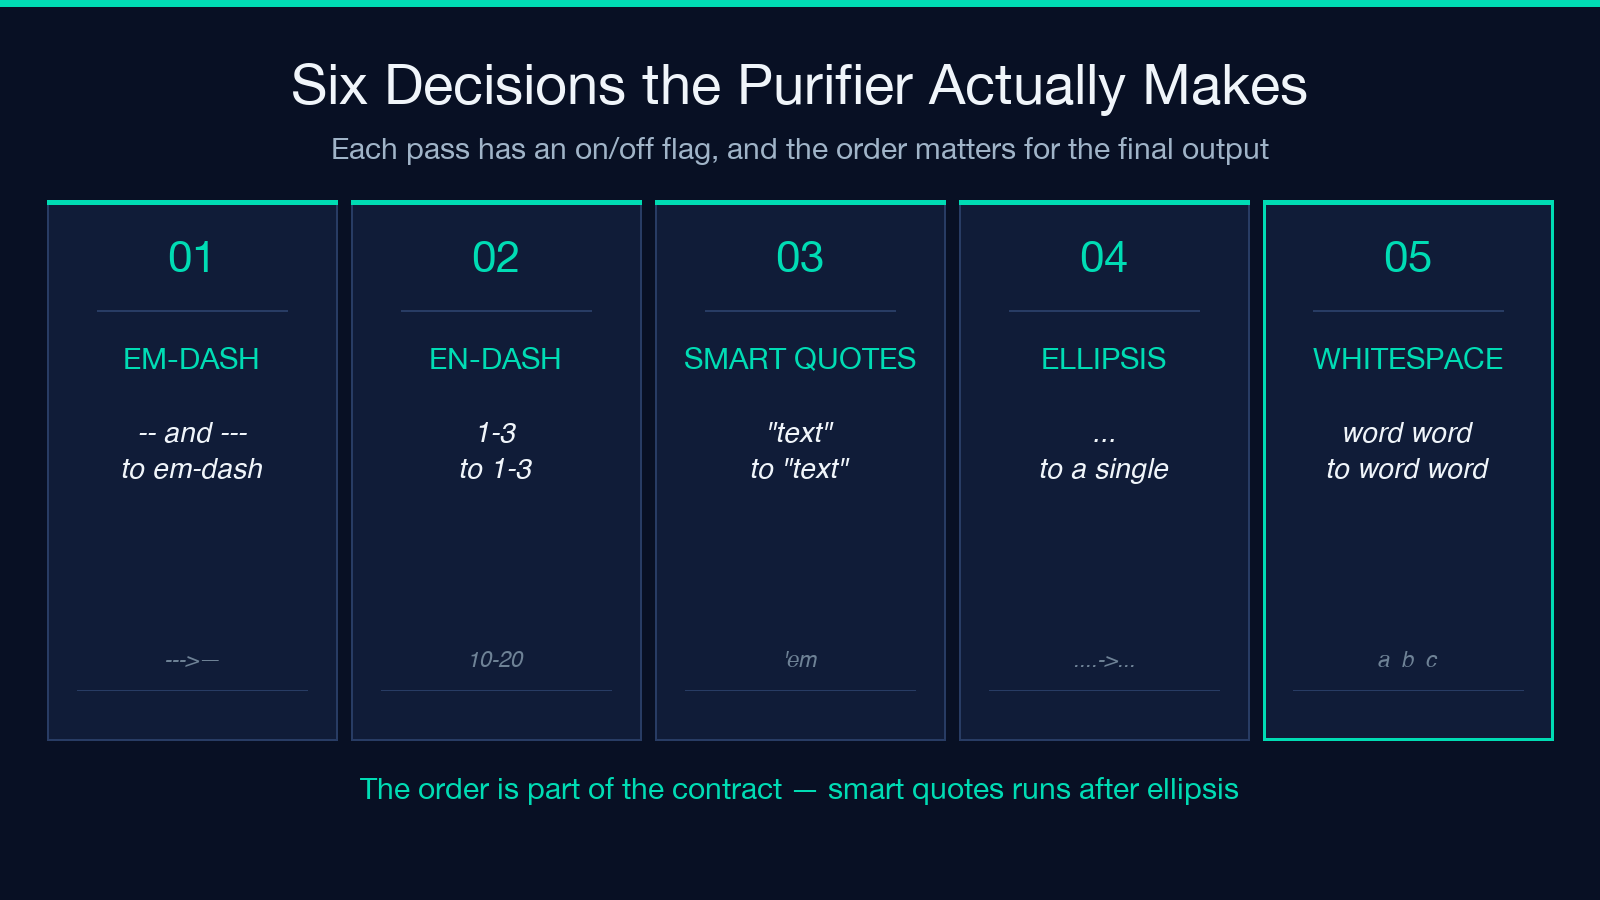 Six Decisions the Purifier Actually Makes
Each pass has an on/off flag, and the order matters for the final output
01
EM-DASH
-- and ---
to em-dash
--->—
02
EN-DASH
1-3
to 1-3
10-20
03
SMART QUOTES
"text"
to "text"
'em
04
ELLIPSIS
...
to a single
....->...
05
WHITESPACE
word word
to word word
a  b  c
The order is part of the contract — smart quotes runs after ellipsis